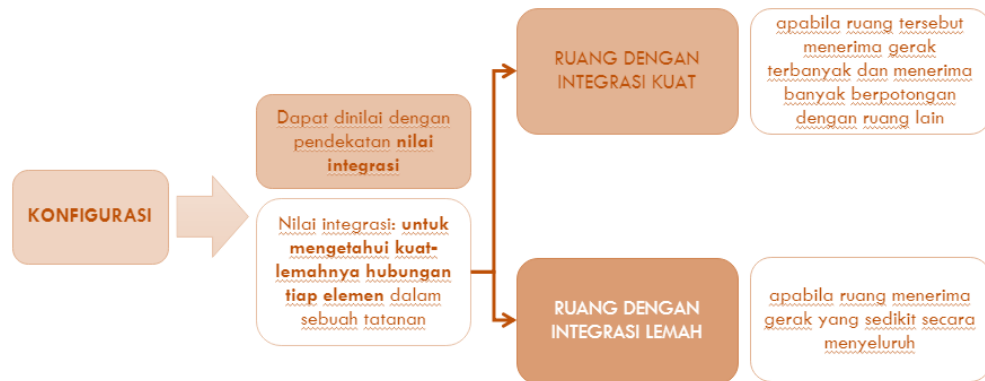 KONFIGURASI
Dapat dinilai dengan
pendekatan nilai
integrasi
Nilai integrasi: untuk
mengetahui kuat-
lemahnya hubungan
tiap elemen dalam
sebuah tatanan
RUANG DENGAN
INTEGRASI KUAT
apabila ruang tersebut
menerima gerak
terbanyak dan menerima
banyak berpotongan
dengan ruang lain
RUANG DENGAN
INTEGRASI LEMAH
apabila ruang menerima
gerak yang sedikit secara
menyeluruh